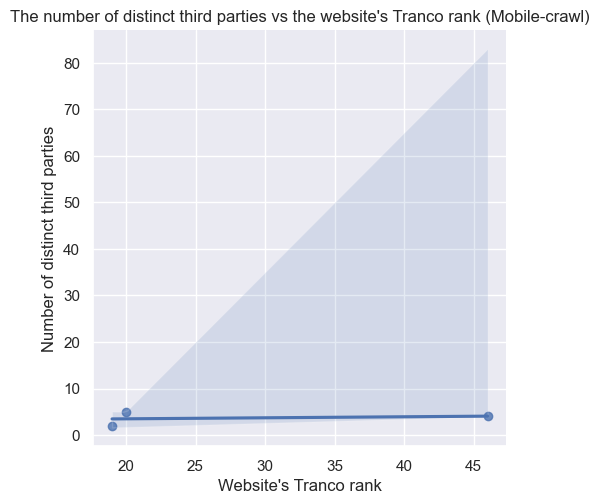 The number of distinct third parties vs the website's Tranco rank (Mobile-crawl)
Number of distinct third parties
80
70
60
50
40
30
20
10
0
20 25 30 35 40 45
Website's Tranco rank